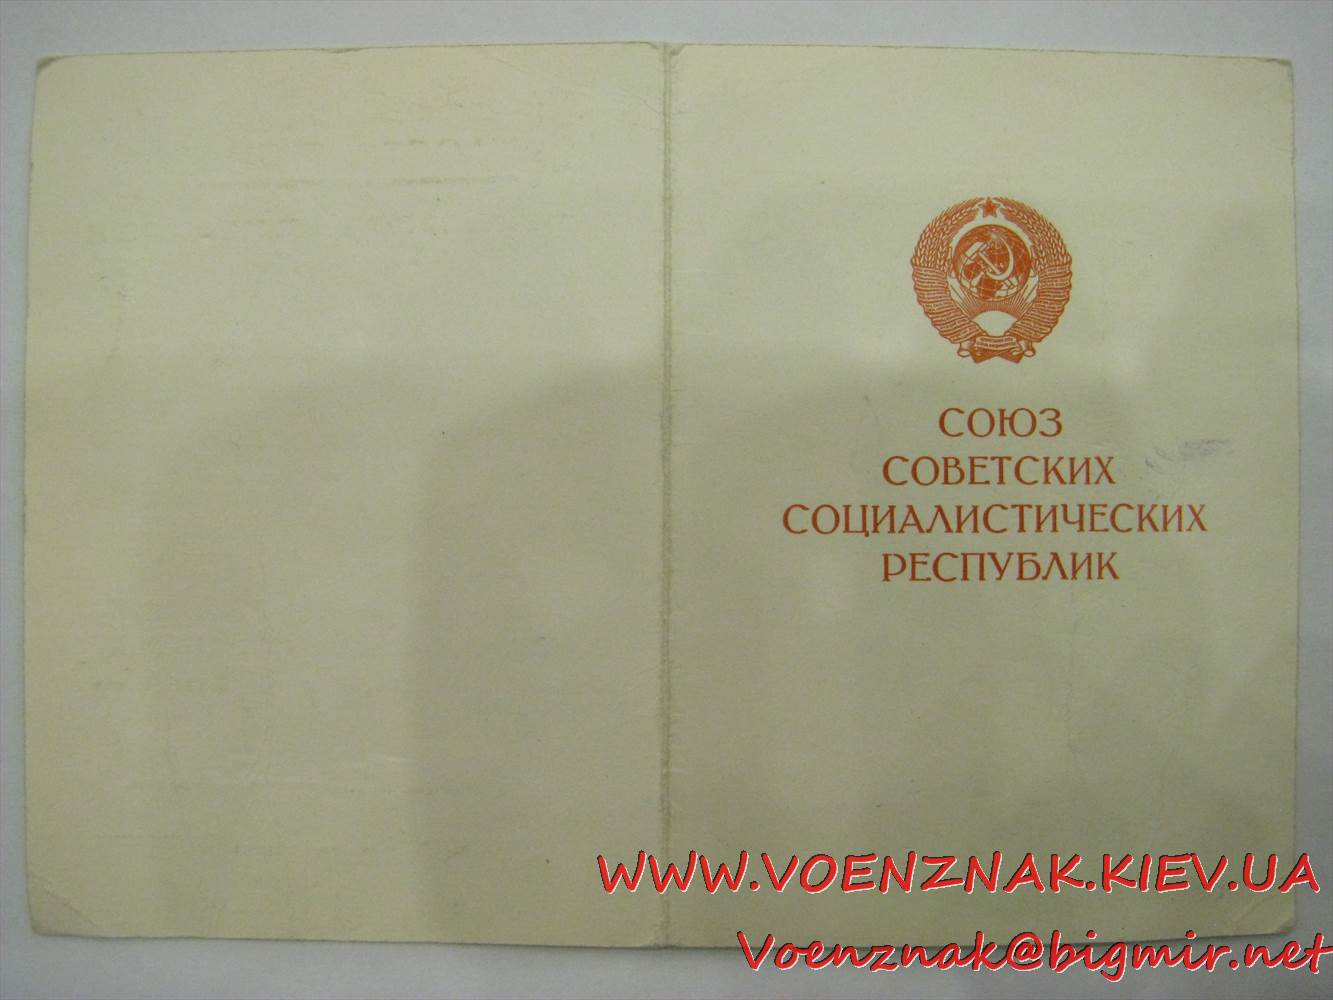 СОЮЗ
СОВЕТСКИХ
СОЦИАЛИСТИЧЕСКИХ
РЕСПУБЛИК
WWW.VOENZNAK.KIEV.UA
Voenznak@bigmir.net